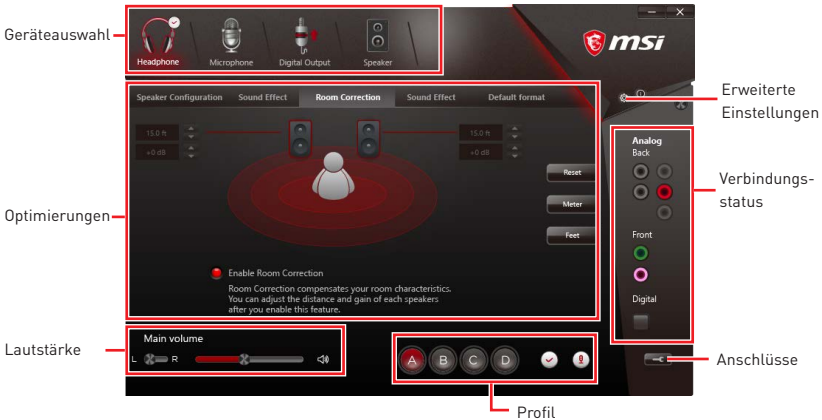 Geräteauswahl
Headphone
Microphone
Digital Output
Speaker
msi
Erweiterte
Einstellungen
Speaker Configuration
Sound Effect
Room Correction
Sound Effect
Default format
15.0 ft
+0 dB
15.0 ft
+0 dB
Reset
Meter
Feet
Optimierungen
Enable Room Correction
Room Correction compensates your room characteristics.
You can adjust the distance and gain of each speakers
after you enable this feature.
Analog
Back
Front
Digital
Verbindungs-
status
Lautstärke
Main volume
L
R
A
B
C
D
Anschlüsse
Profil